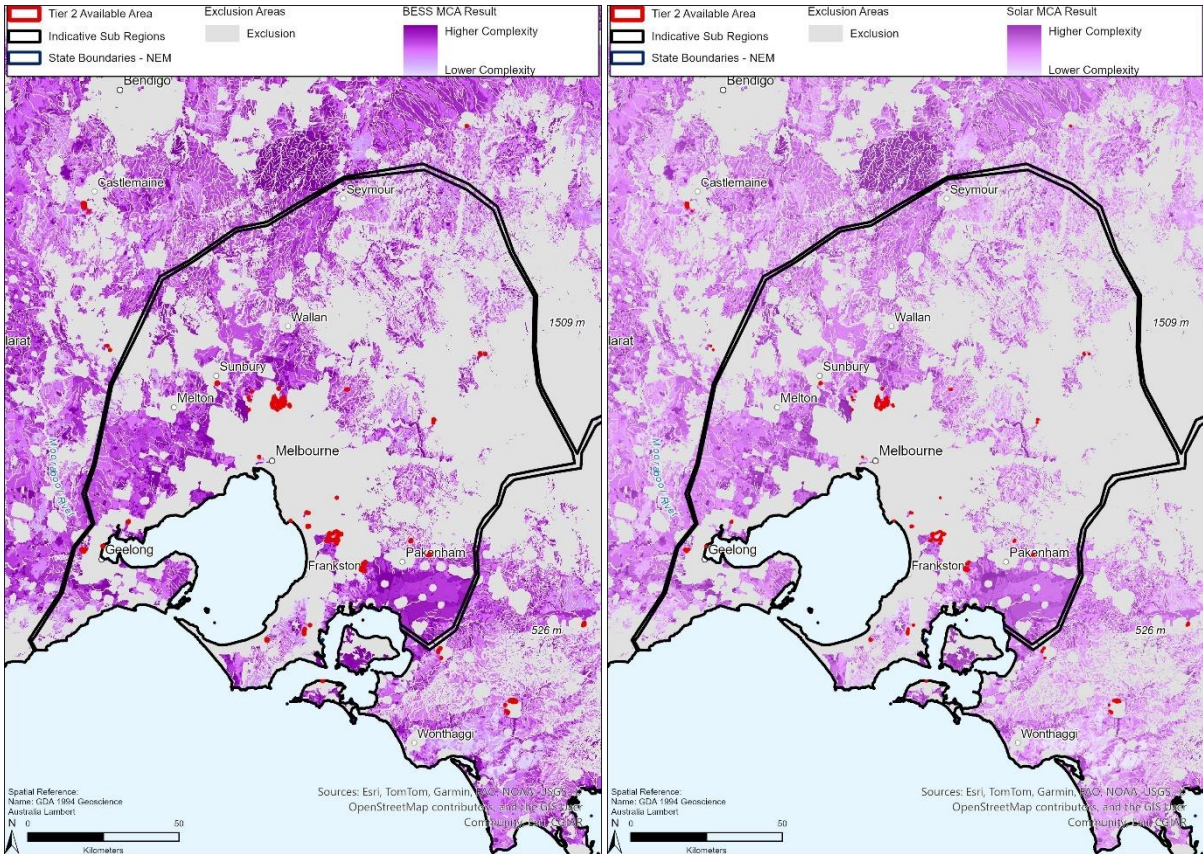 Tier 2 Available Area
Indicative Sub Regions
State Boundaries - NEM
Exclusion Areas
Exclusion
BESS MCA Result
Higher Complexity
Lower Complexity
Bendigo
Castlemaine
Seymour
1509 m
Wallan
larat
Sunbury
Melton
Melbourne
Geelong
Pakenham
Frankston
526 m
Wonthaggi
Spatial Reference:
Name: GDA 1994 Geoscience
Australia Lambert
N
0
50
Kilometers
Sources: Esri, TomTom, Garmin, FAO, NOAA, USGS, ©
OpenStreetMap contributors, and the GIS User
Community, Esri, CGIAR
Tier 2 Available Area
Indicative Sub Regions
State Boundaries - NEM
Exclusion Areas
Exclusion
Solar MCA Result
Higher Complexity
Lower Complexity
Bendigo
Castlemaine
Seymour
1509 m
Wallan
larat
Sunbury
Melton
Melbourne
Moorabool River
Geelong
Pakenham
Frankston
526 m
Wonthaggi
Spatial Reference:
Name: GDA 1994 Geoscience
Australia Lambert
N
0
50
Kilometers
Sources: Esri, TomTom, Garmin, FAO, NOAA, USGS, ©
OpenStreetMap contributors, and the GIS User
Community, Esri, CGIAR